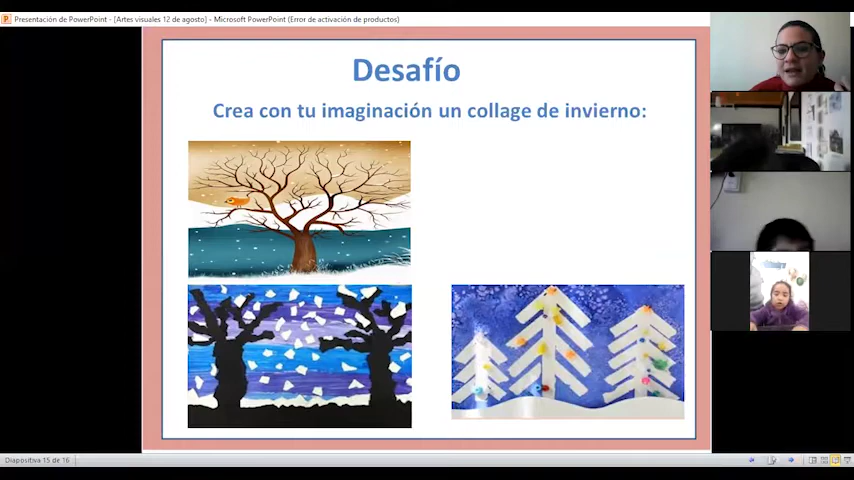 Presentación de PowerPoint - [Artes visuales 12 de agosto] - Microsoft PowerPoint (Error de activación de productos)
Desafío
Crea con tu imaginación un collage de invierno:
Diapositiva 15 de 16